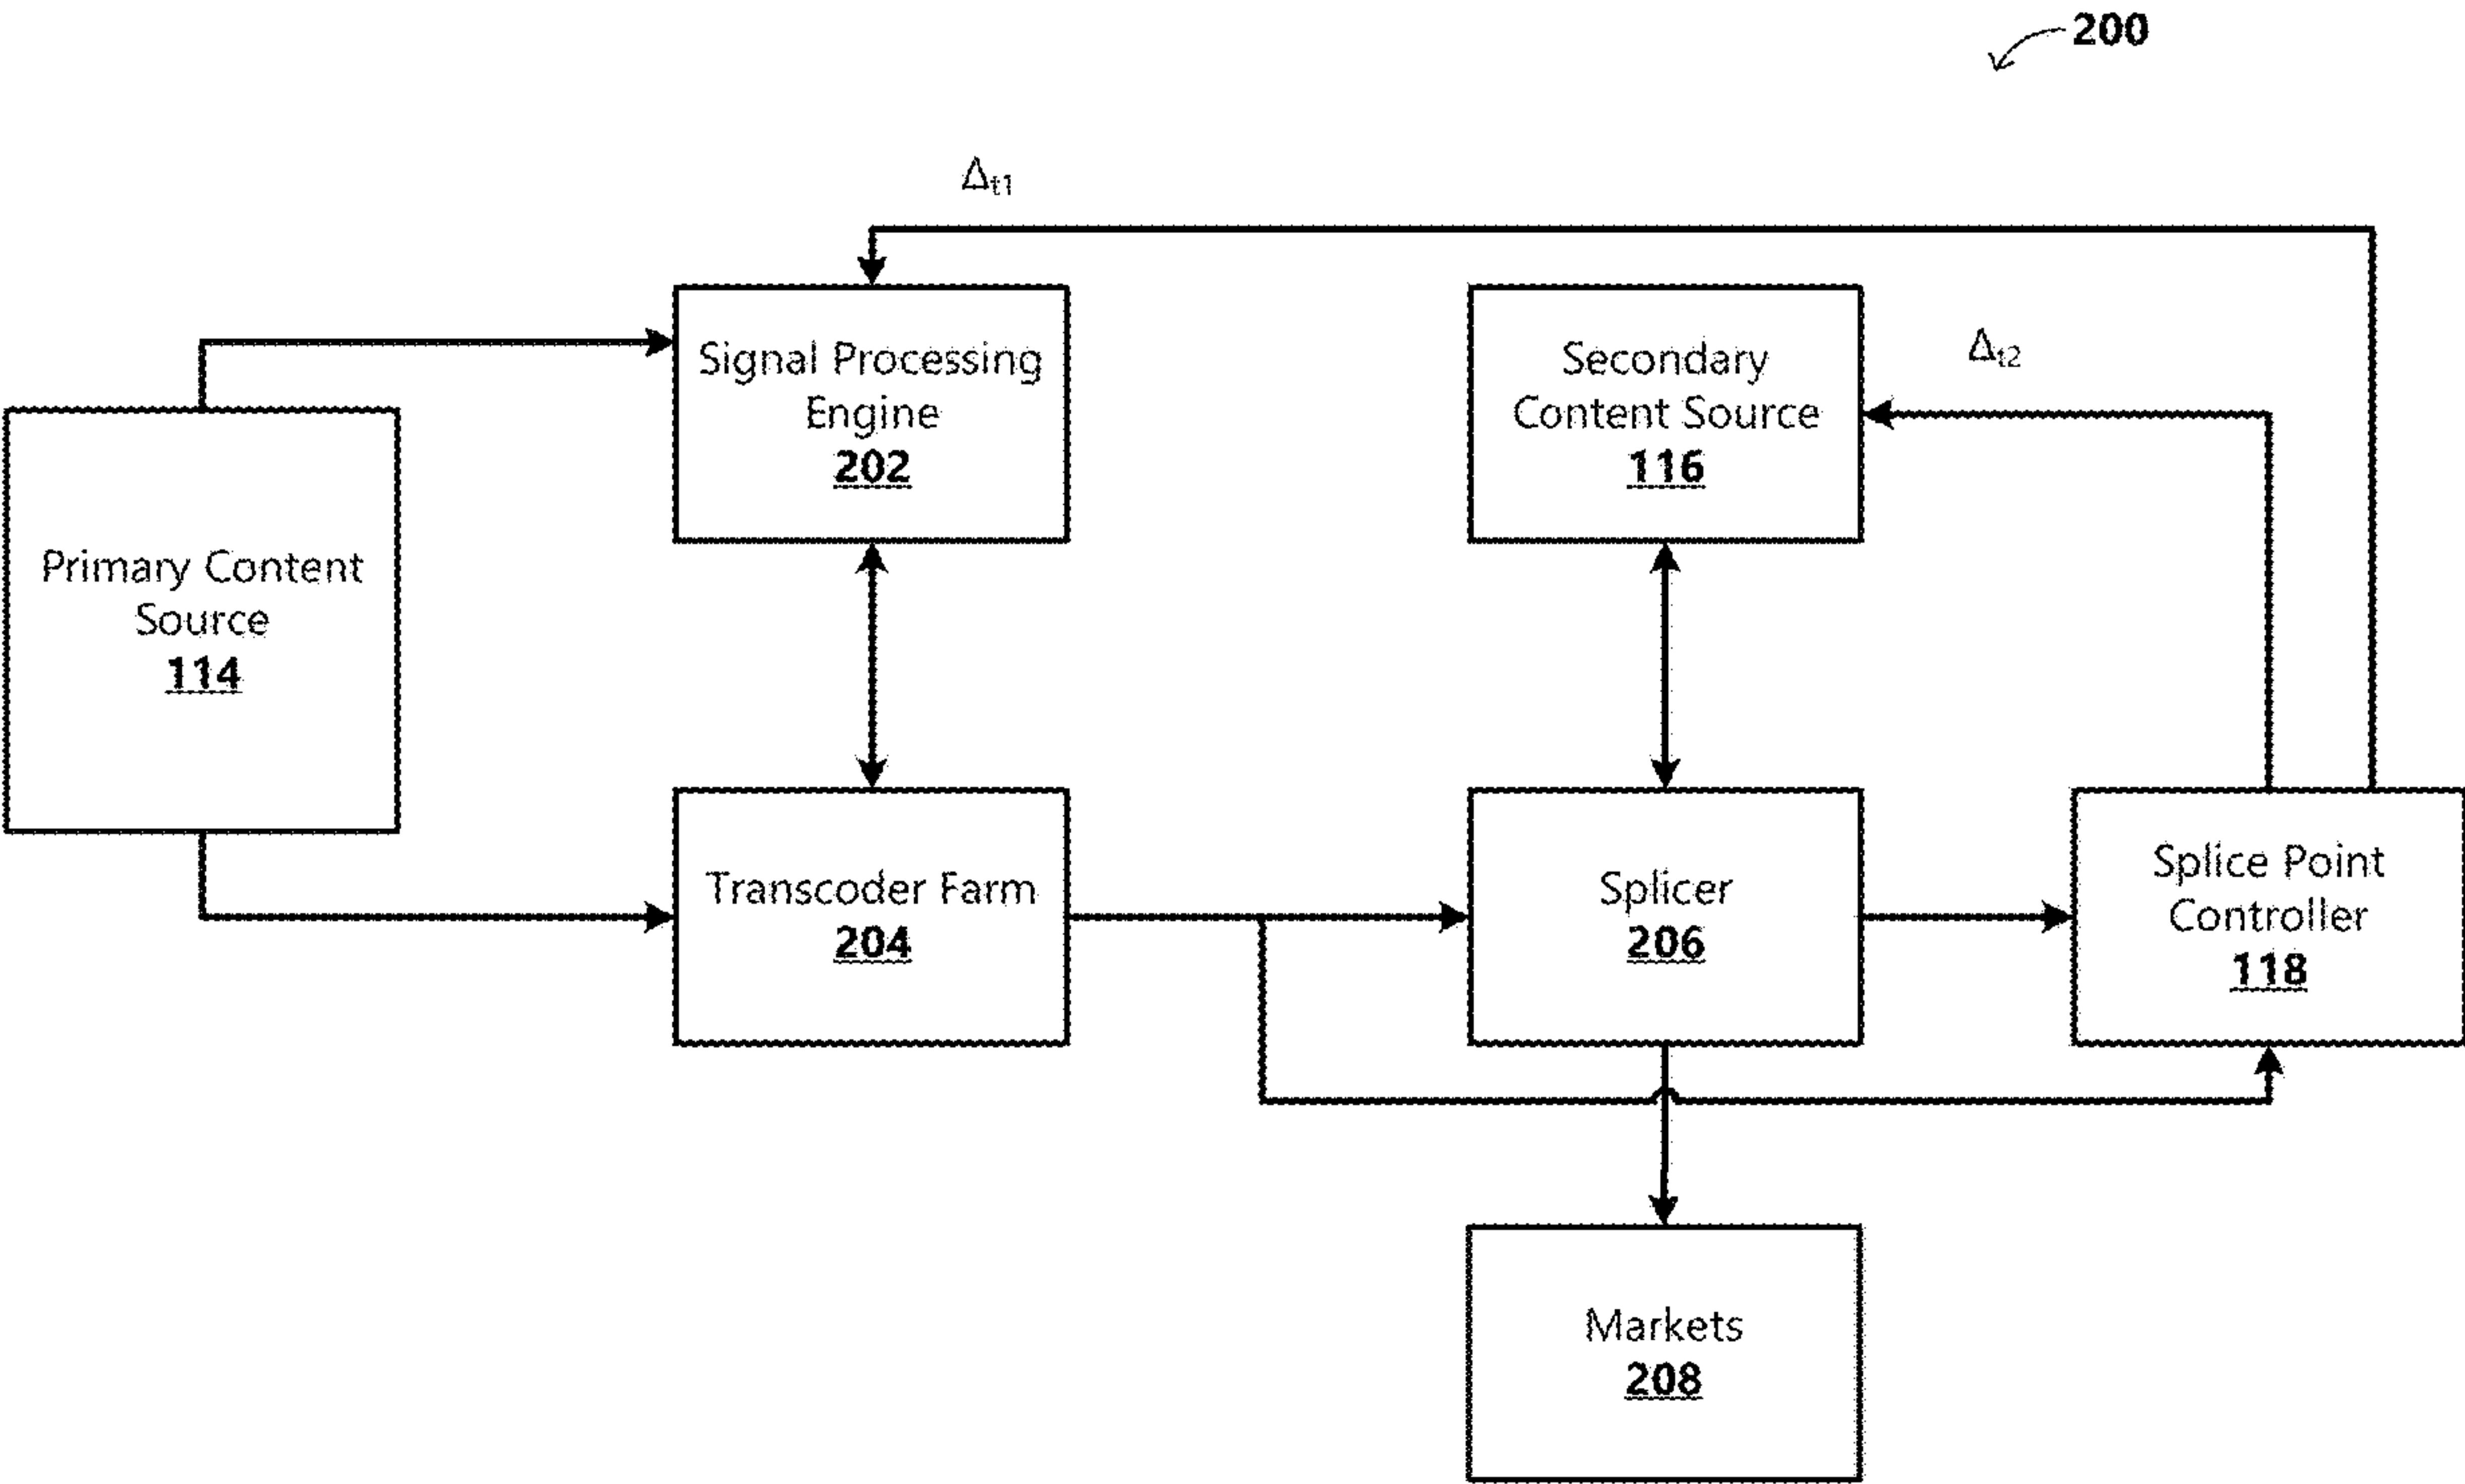 200
Δt1
Signal Processing
Engine
202
Secondary
Content Source
116
Δt2
Primary Content
Source
114
Transcoder Farm
204
Splicer
206
Splice Point
Controller
118
Markets
208